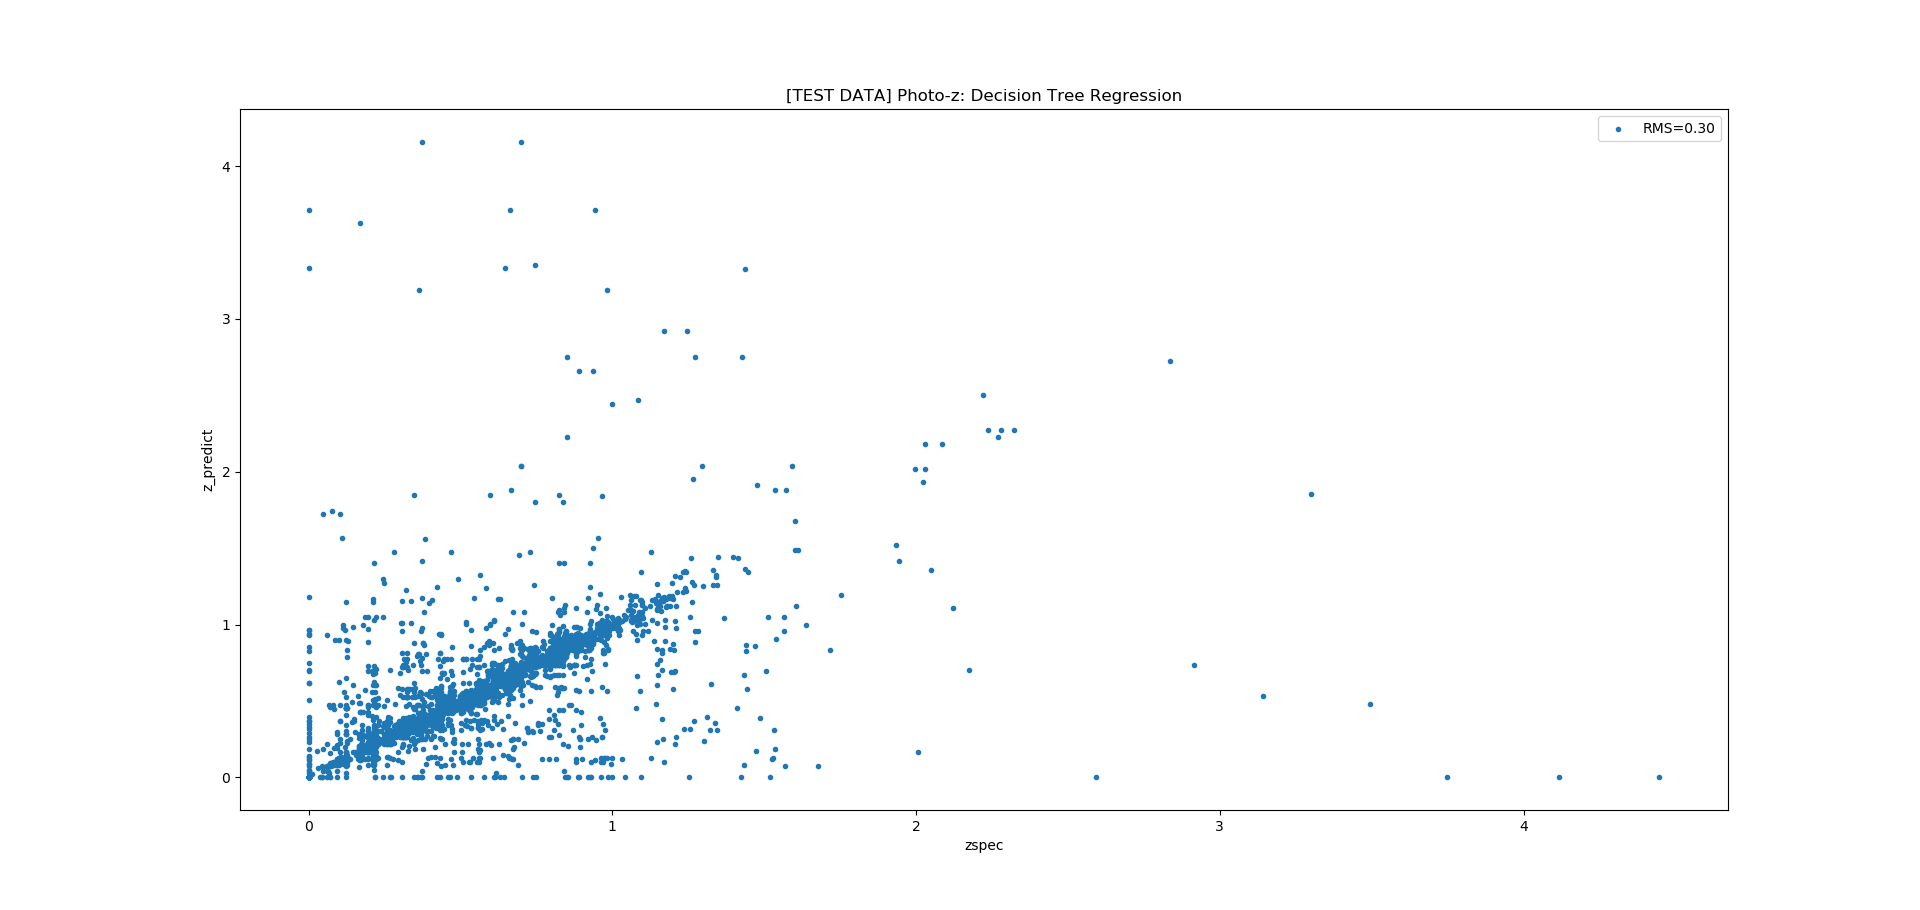 [TEST DATA] Photo-z: Decision Tree Regression
RMS=0.30
4
3
2
1
0
z_predict
0 1 2 3 4
zspec